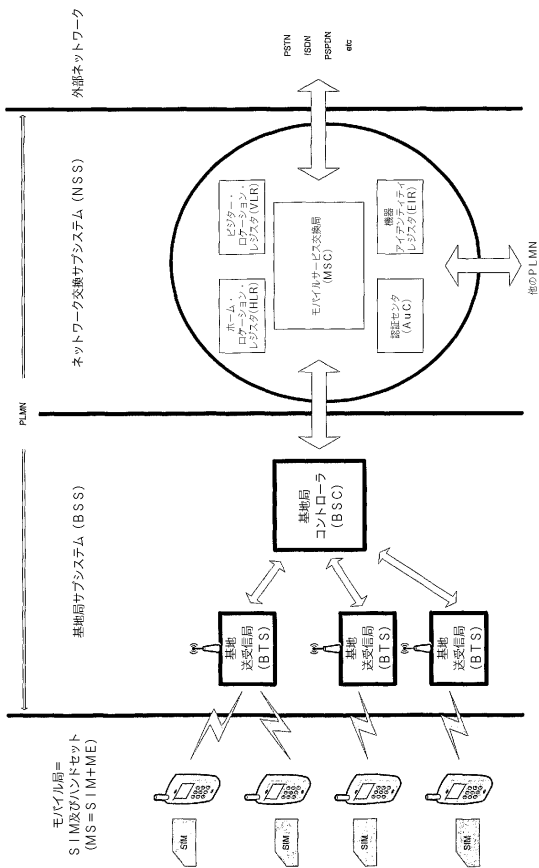 PLMN
モバイル局=
SIM及びハンドセット
(MS=SIM+ME)
基地局サブシステム(BSS)
ネットワーク交換サブシステム(NSS)
外部ネットワーク
SIM
SIM
SIM
SIM
基地
送受信局
(BTS)
基地
送受信局
(BTS)
基地
送受信局
(BTS)
基地局
コントローラ
(BSC)
ホーム・
ロケーション・
レジスタ(HLR)
ビジター・
ロケーション・
レジスタ(VLR)
モバイルサービス交換局
(MSC)
認証センタ
(AuC)
機器
アイデンティティ
レジスタ(EIR)
他のPLMN
PSTN
ISDN
PSPDN
etc